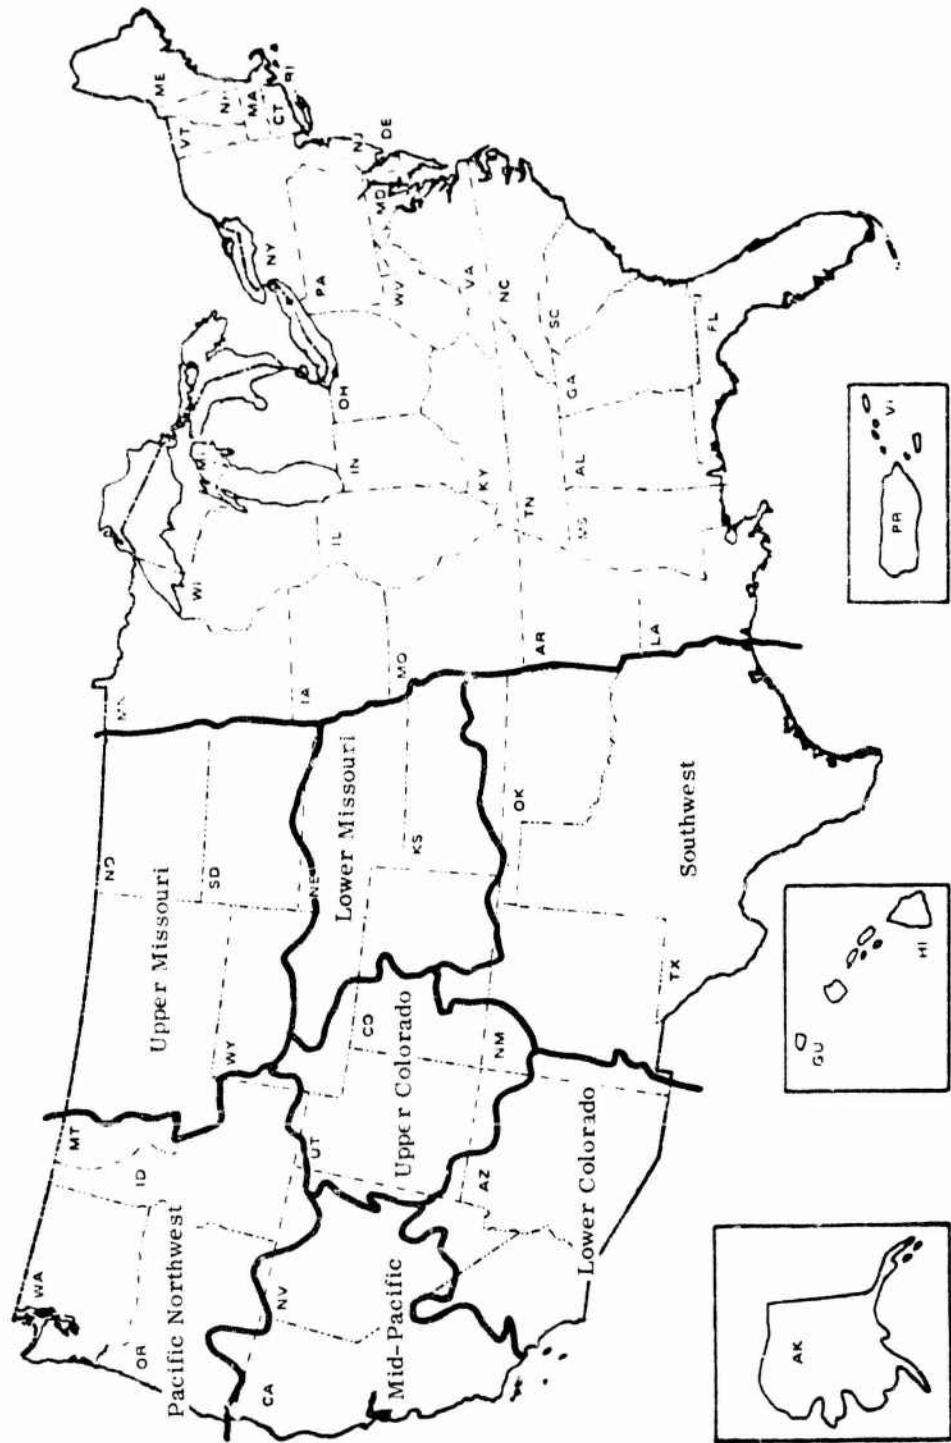 WA
MT
ND
MN
OR
ID
Pacific Northwest
Upper Missouri
SD
WY
WI
MI
ME
VT
NH
MA
CT
RI
NY
PA
NJ
DE
MD
WV
VA
OH
IN
IL
IA
NE
Lower Missouri
MO
KS
KY
TN
NC
SC
GA
AL
MS
AR
LA
FL
OK
CA
NV
UT
CO
Mid-Pacific
Upper Colorado
AZ
NM
TX
Lower Colorado
Southwest
AK
GU
HI
PR
VI